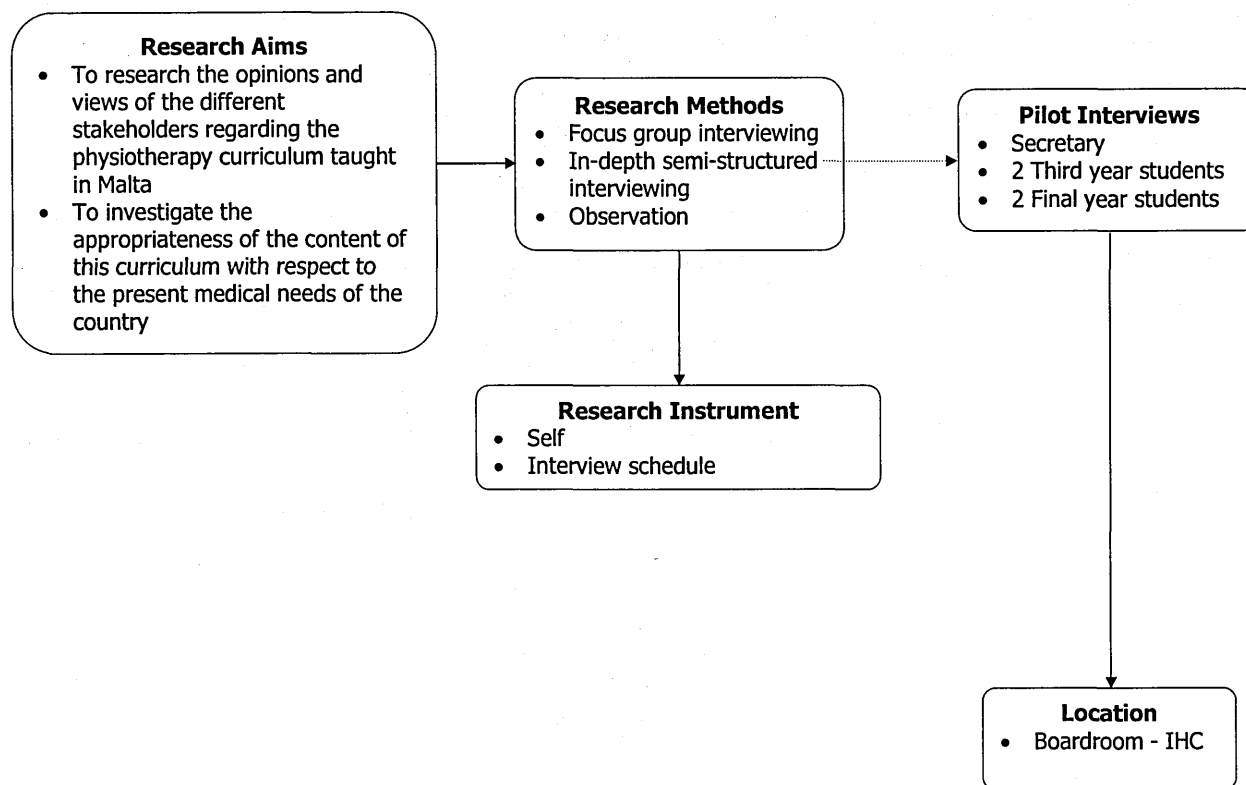 Research Aims
• To research the opinions and
views of the different
stakeholders regarding the
physiotherapy curriculum taught
in Malta
• To investigate the
appropriateness of the content of
this curriculum with respect to
the present medical needs of the
country
Research Methods
• Focus group interviewing
• In-depth semi-structured
interviewing
• Observation
Pilot Interviews
• Secretary
• 2 Third year students
• 2 Final year students
Research Instrument
• Self
• Interview schedule
Location
• Boardroom - IHC